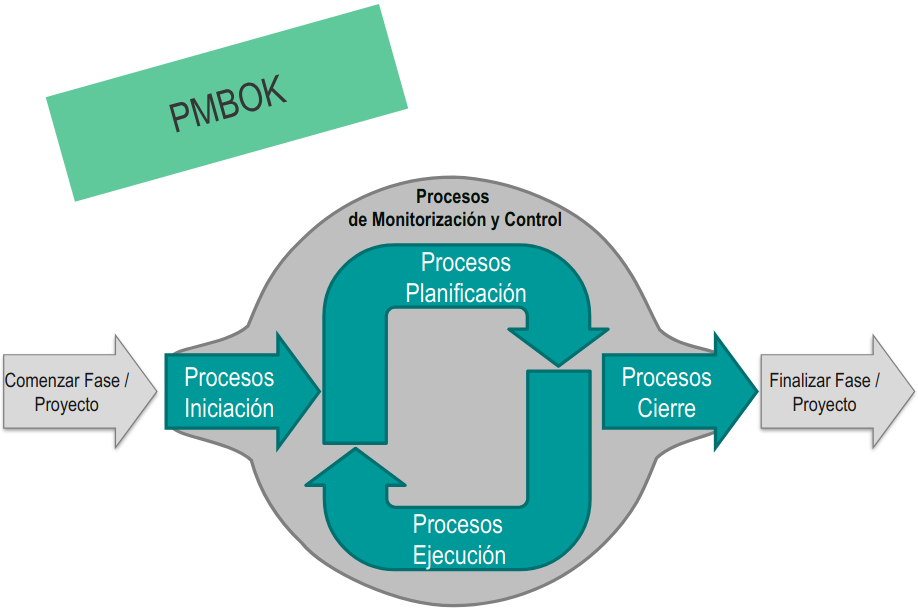 PMBOK
Procesos
de Monitorización y Control
Procesos
Planificación
Comenzar Fase /
Proyecto
Procesos
Iniciación
Procesos
Cierre
Finalizar Fase /
Proyecto
Procesos
Ejecución